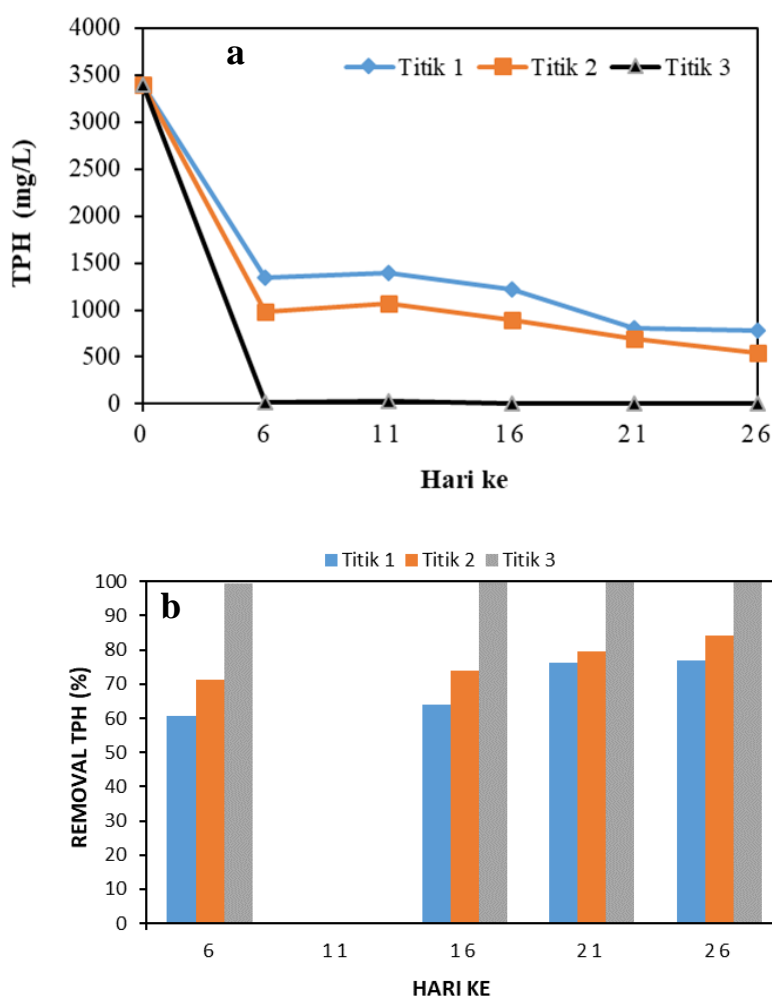 a
Titik 1 Titik 2 Titik 3
4000
3500
3000
2500
2000
1500
1000
500
0
TPH (mg/L)
0 6 11 16 21 26
Hari ke
Titik 1 Titik 2 Titik 3
b
100
90
80
70
60
50
40
30
20
10
0
REMOVAL TPH (%)
6 11 16 21 26
HARI KE